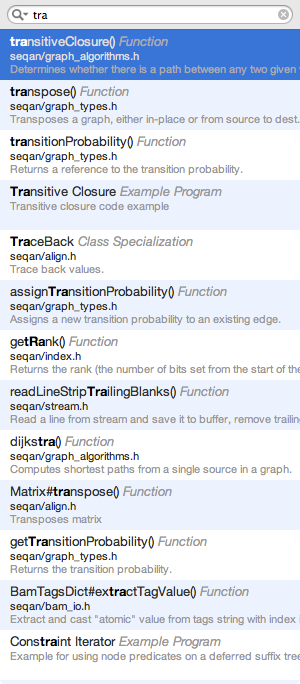 tra
transitiveClosure() Function
seqan/graph_algorithms.h
Determines whether there is a path between any two given
transpose() Function
seqan/graph_types.h
Transposes a graph, either in-place or from source to dest.
transitionProbability() Function
seqan/graph_types.h
Returns a reference to the transition probability.
Transitive Closure Example Program
Transitive closure code example
TraceBack Class Specialization
seqan/align.h
Trace back values.
assignTransitionProbability() Function
seqan/graph_types.h
Assigns a new transition probability to an existing edge.
getRank() Function
seqan/index.h
Returns the rank (the number of bits set from the start of the
readLineStripTrailingBlanks() Function
seqan/stream.h
Read a line from stream and save it to buffer, remove trailin
dijkstra() Function
seqan/graph_algorithms.h
Computes shortest paths from a single source in a graph.
Matrix#transpose() Function
seqan/align.h
Transposes matrix
getTransitionProbability() Function
seqan/graph_types.h
Returns the transition probability.
BamTagsDict#extractTagValue() Function
seqan/bam_io.h
Extract and cast "atomic" value from tags string with index
Constraint Iterator Example Program
Example for using node predicates on a deferred suffix tree